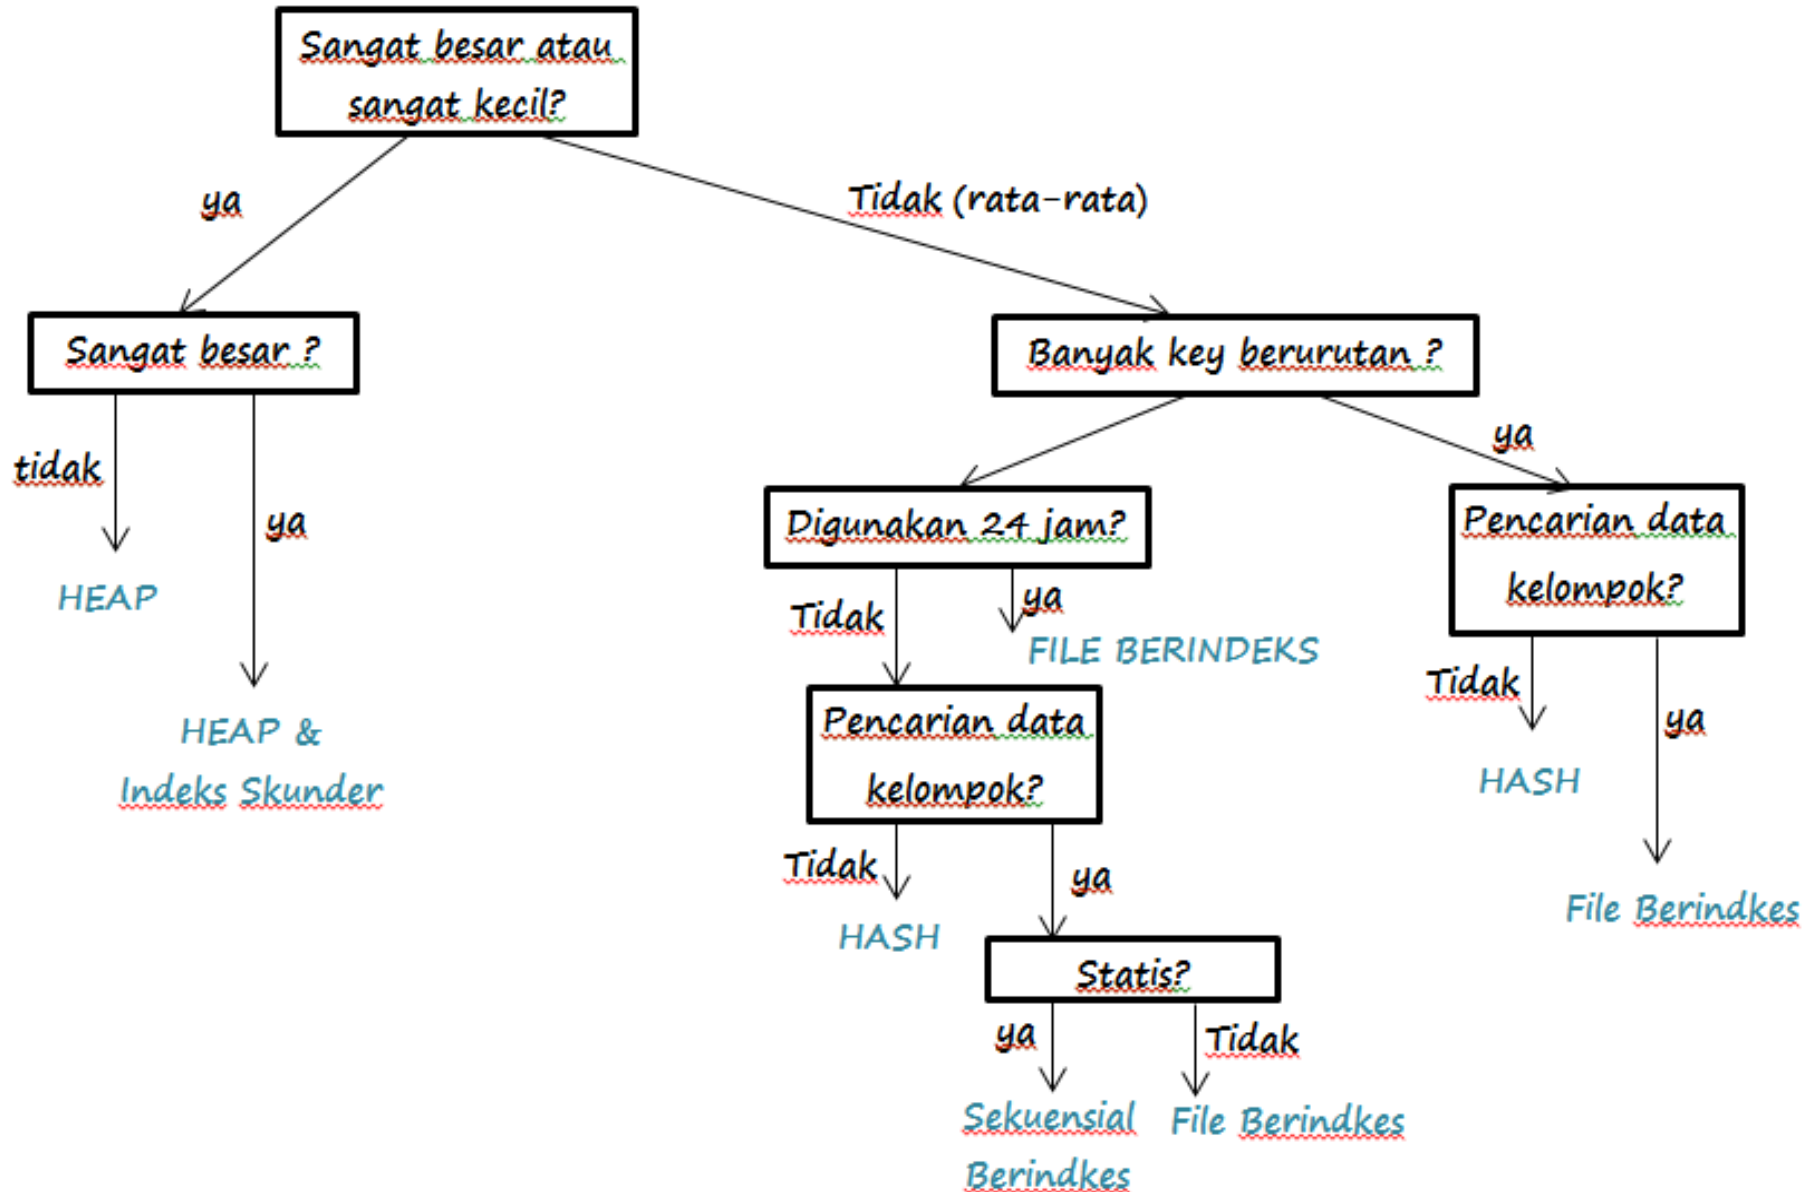 Sangat besar atau
sangat kecil?
ya
Tidak (rata-rata)
Sangat besar ?
Banyak key berurutan ?
tidak
ya
ya
Digunakan 24 jam?
Pencarian data
kelompok?
HEAP
Tidak
ya
FILE BERINDEKS
Tidak
ya
HEAP &
Indeks Skunder
Pencarian data
kelompok?
HASH
Tidak
ya
File Berindkes
HASH
Statis?
ya
Tidak
Sekuensial
Berindkes
File Berindkes